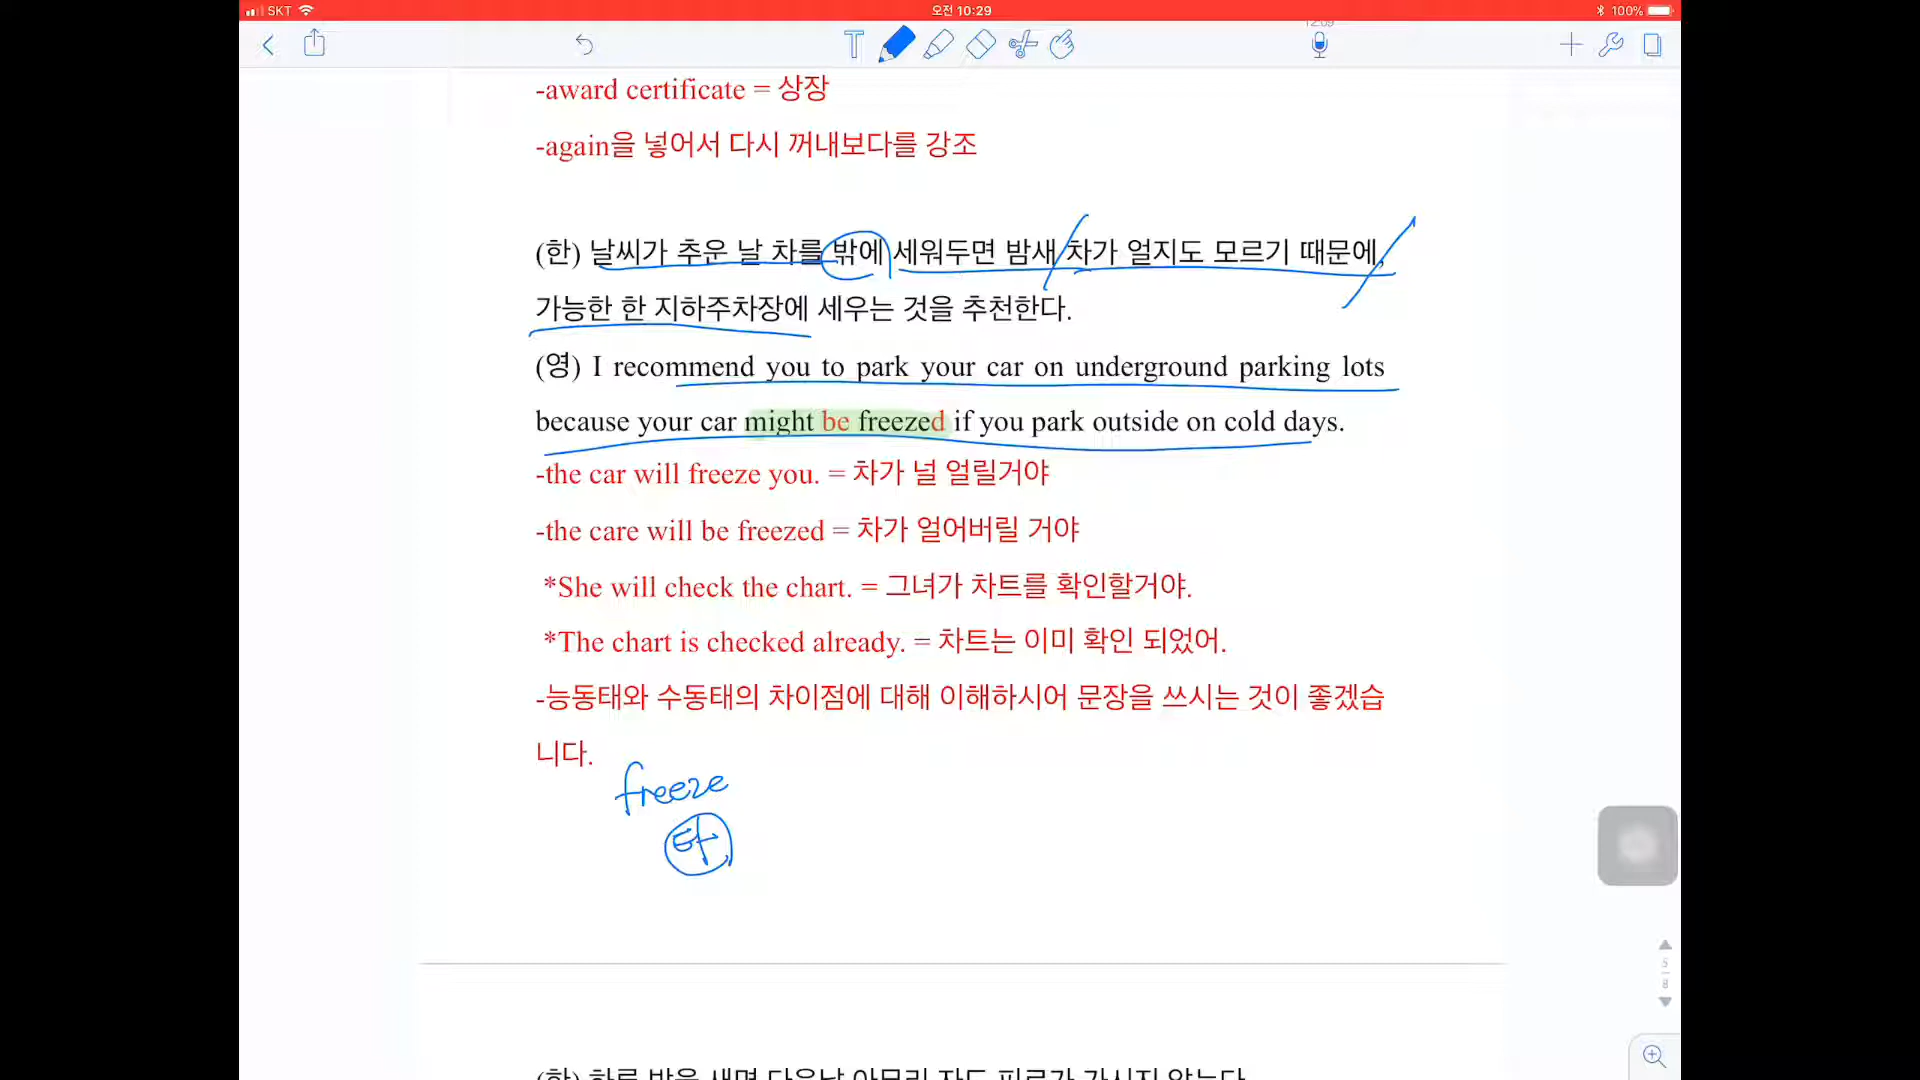 SKT 오전 10:29 100%
12:09
-award certificate = 상장
-again을 넣어서 다시 꺼내보다를 강조
(한) 날씨가 추운 날 차를 밖에 세워두면 밤새 차가 얼지도 모르기 때문에,
가능한 한 지하주차장에 세우는 것을 추천한다.
(영) I recommend you to park your car on underground parking lots
because your car might be freezed if you park outside on cold days.
-the car will freeze you. = 차가 널 얼릴거야
-the care will be freezed = 차가 얼어버릴 거야
*She will check the chart. = 그녀가 차트를 확인할거야.
*The chart is checked already. = 차트는 이미 확인 되었어.
-능동태와 수동태의 차이점에 대해 이해하시어 문장을 쓰시는 것이 좋겠습
니다.
freeze
타
5
8